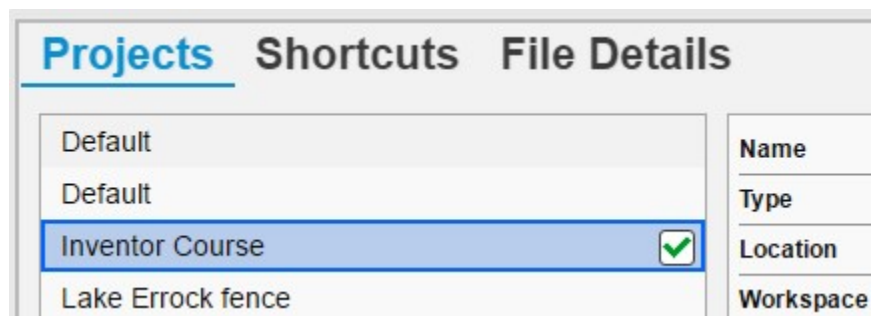 Projects Shortcuts File Details
Default
Default
Inventor Course
Lake Errock fence
Name
Type
Location
Workspace